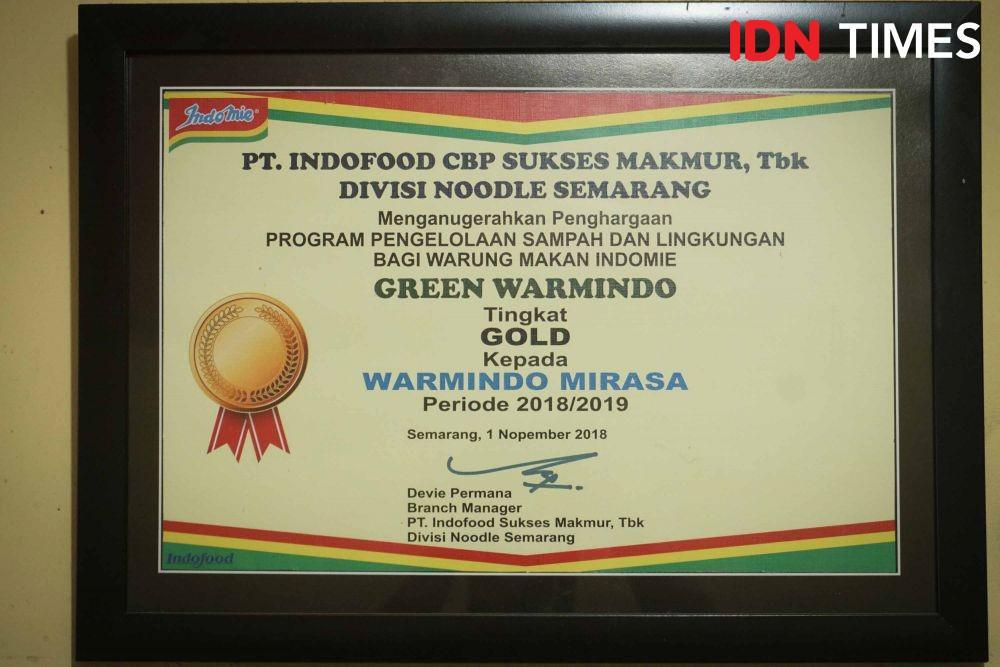 IDN TIMES
Indomie
PT. INDOFOOD CBP SUKSES MAKMUR, Tbk
DIVISI NOODLE SEMARANG
Menganugerahkan Penghargaan
PROGRAM PENGELOLAAN SAMPAH DAN LINGKUNGAN
BAGI WARUNG MAKAN INDOMIE
GREEN WARMINDO
Tingkat
GOLD
Kepada
WARMINDO MIRASA
Periode 2018/2019
Semarang, 1 Nopember 2018
Devie Permana
Branch Manager
PT. Indofood Sukses Makmur, Tbk
Divisi Noodle Semarang
Indofood